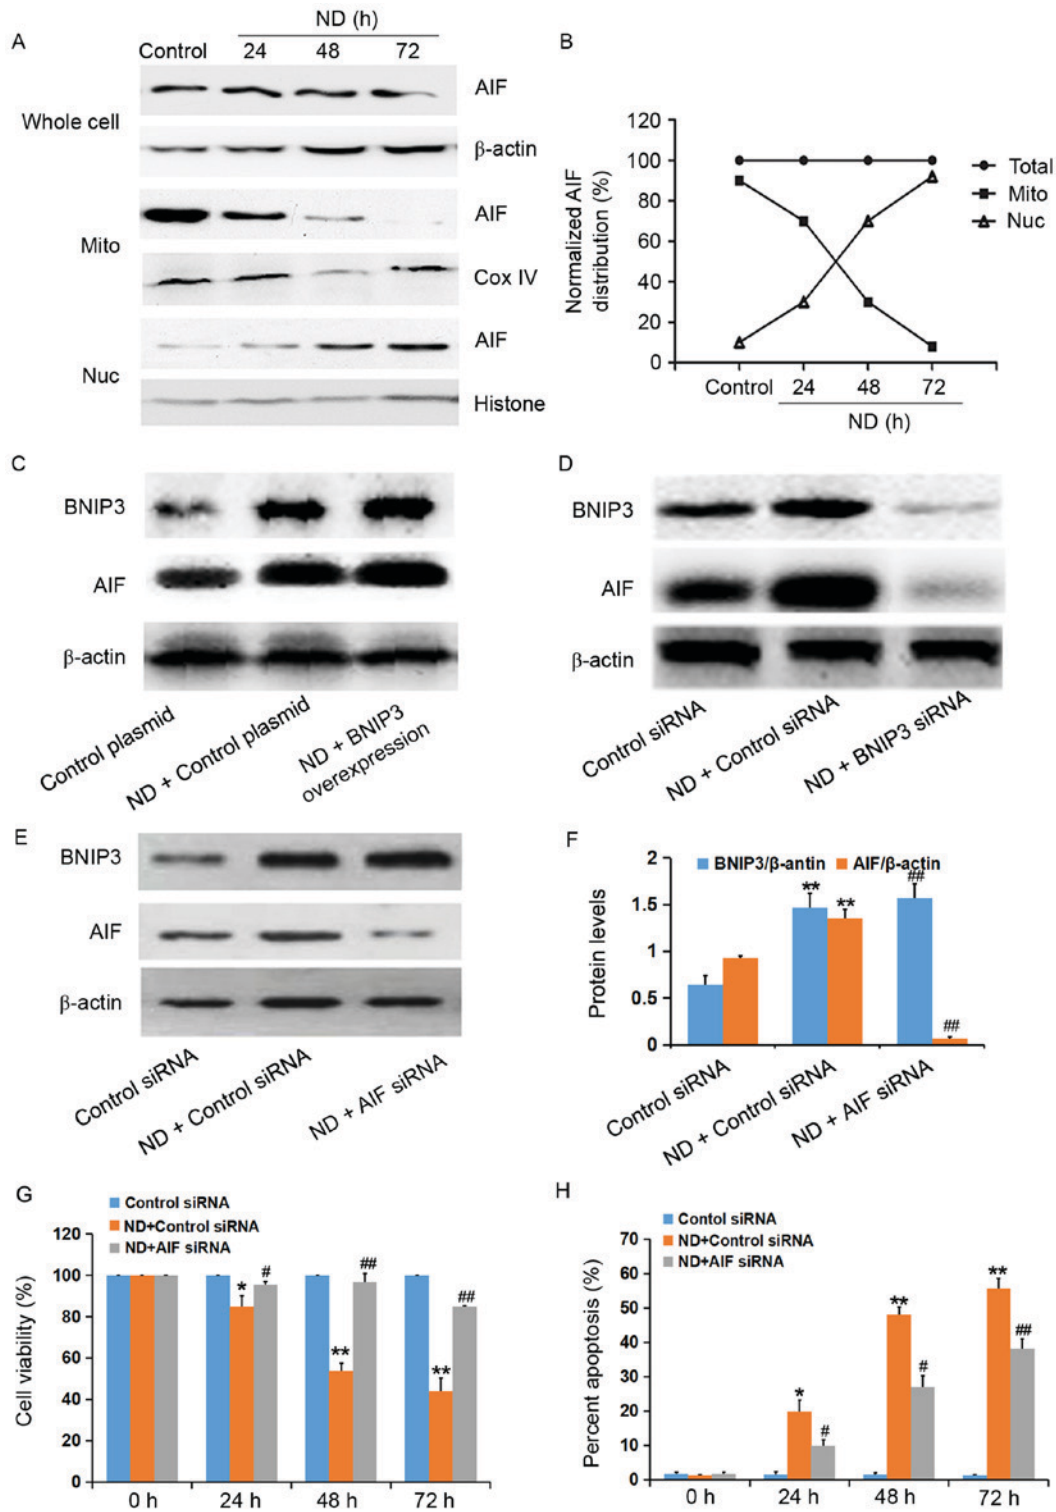 A
ND (h)
Control 24 48 72
Whole cell
AIF
β-actin
Mito
AIF
Cox IV
Nuc
AIF
Histone
B
Normalized AIF
distribution (%)
120
100
80
60
40
20
0
Control 24 48 72
ND (h)
Total
Mito
Nuc
C
BNIP3
AIF
β-actin
Control plasmid
ND + Control plasmid
ND + BNIP3
overexpression
D
BNIP3
AIF
β-actin
Control siRNA
ND + Control siRNA
ND + BNIP3 siRNA
E
BNIP3
AIF
β-actin
Control siRNA
ND + Control siRNA
ND + AIF siRNA
F
BNIP3/β-antin AIF/β-actin
Protein levels
2
1.5
1
0.5
0
** ** ## ##
Control siRNA
ND + Control siRNA
ND + AIF siRNA
G
Control siRNA
ND+Control siRNA
ND+AIF siRNA
Cell viability (%)
120
100
80
60
40
20
0
* # ** ## ** ##
0 h 24 h 48 h 72 h
H
Contol siRNA
ND+Control siRNA
ND+AIF siRNA
Percent apoptosis (%)
70
60
50
40
30
20
10
0
* # ** # ** ##
0 h 24 h 48 h 72 h